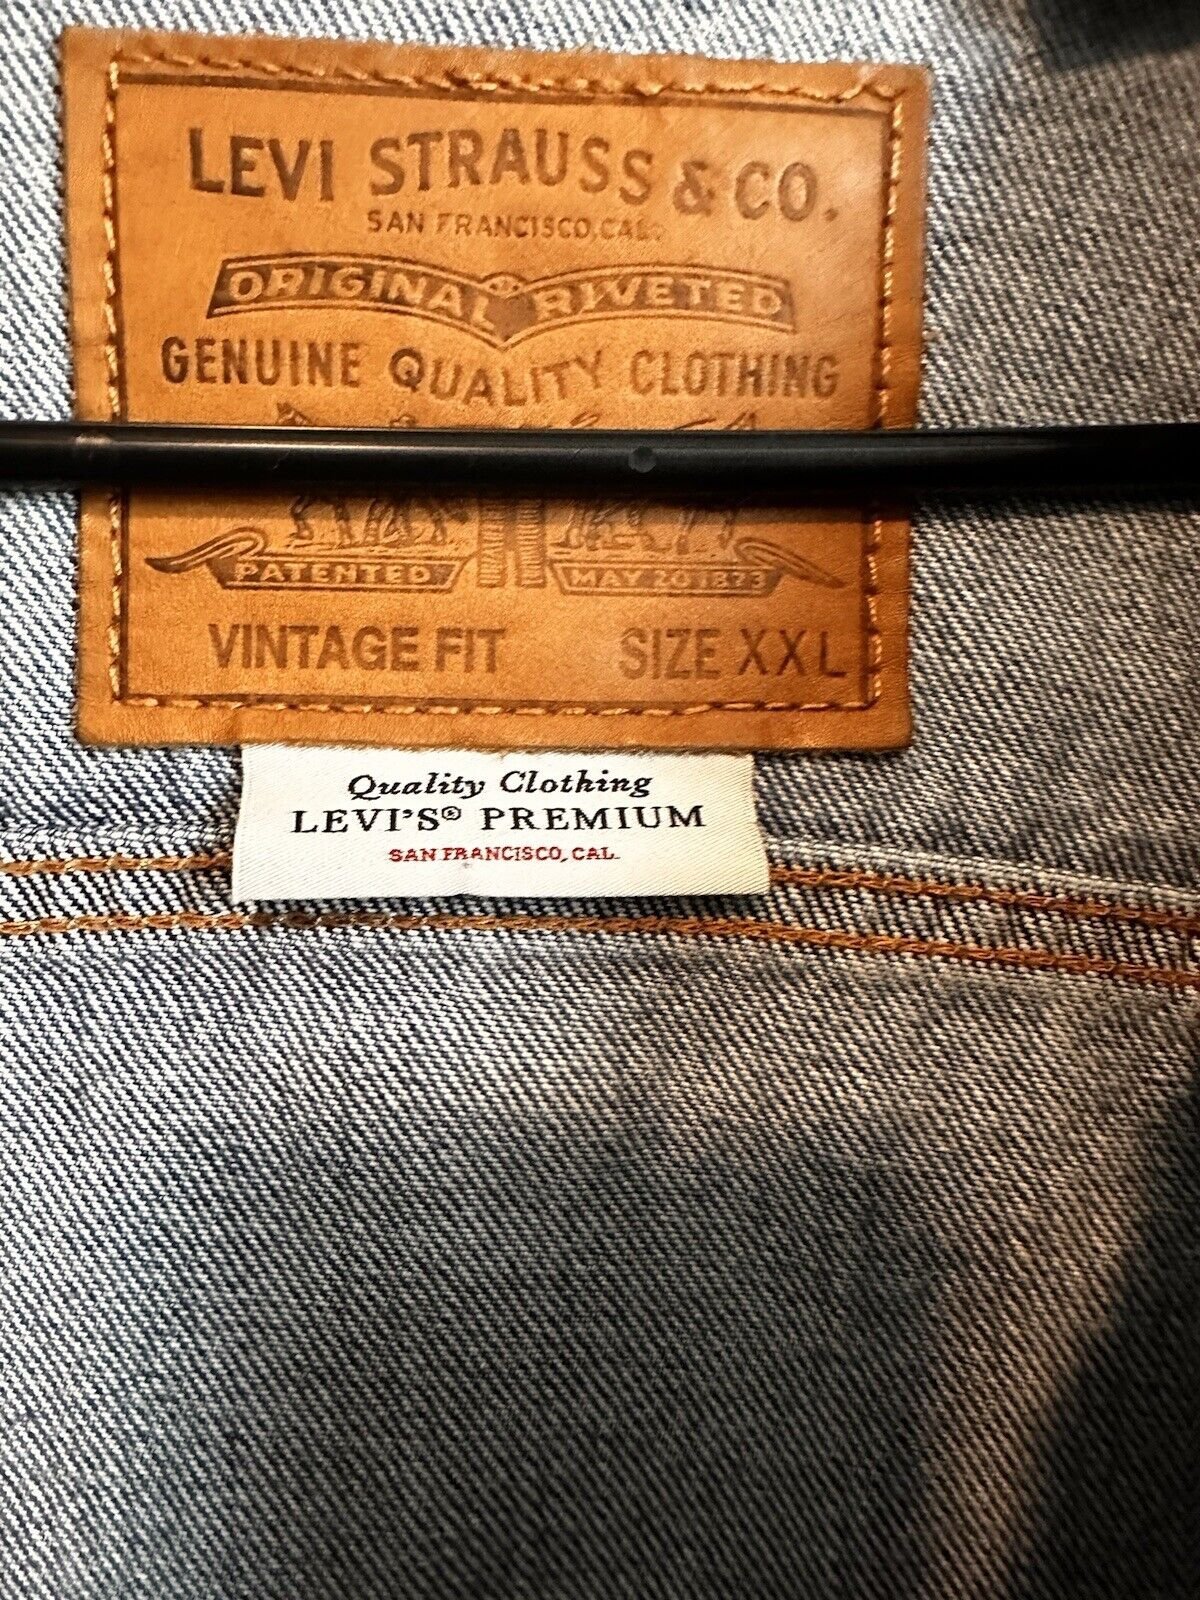 LEVI STRAUSS & CO.
SAN FRANCISCO, CAL.
ORIGINAL ® RIVETED
GENUINE QUALITY CLOTHING
PATENTED MAY 20 1873
VINTAGE FIT SIZE XXL
Quality Clothing
LEVI'S® PREMIUM
SAN FRANCISCO, CAL.